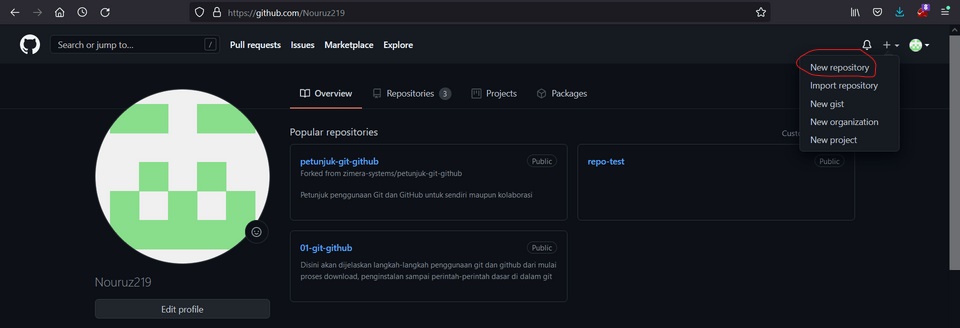 https://github.com/Nouruz219
Search or jump to...
/
Pull requests
Issues
Marketplace
Explore
New repository
Import repository
New gist
New organization
New project
Overview
Repositories 3
Projects
Packages
Popular repositories
petunjuk-git-github
Public
Forked from zimera-systems/petunjuk-git-github
Petunjuk penggunaan Git dan GitHub untuk sendiri maupun kolaborasi
repo-test
Public
01-git-github
Public
Disini akan dijelaskan langkah-langkah penggunaan git dan github dari mulai
proses download, penginstalan sampai perintah-perintah dasar di dalam git
Nouruz219
Edit profile